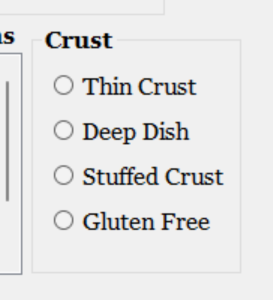 Crust
Thin Crust
Deep Dish
Stuffed Crust
Gluten Free